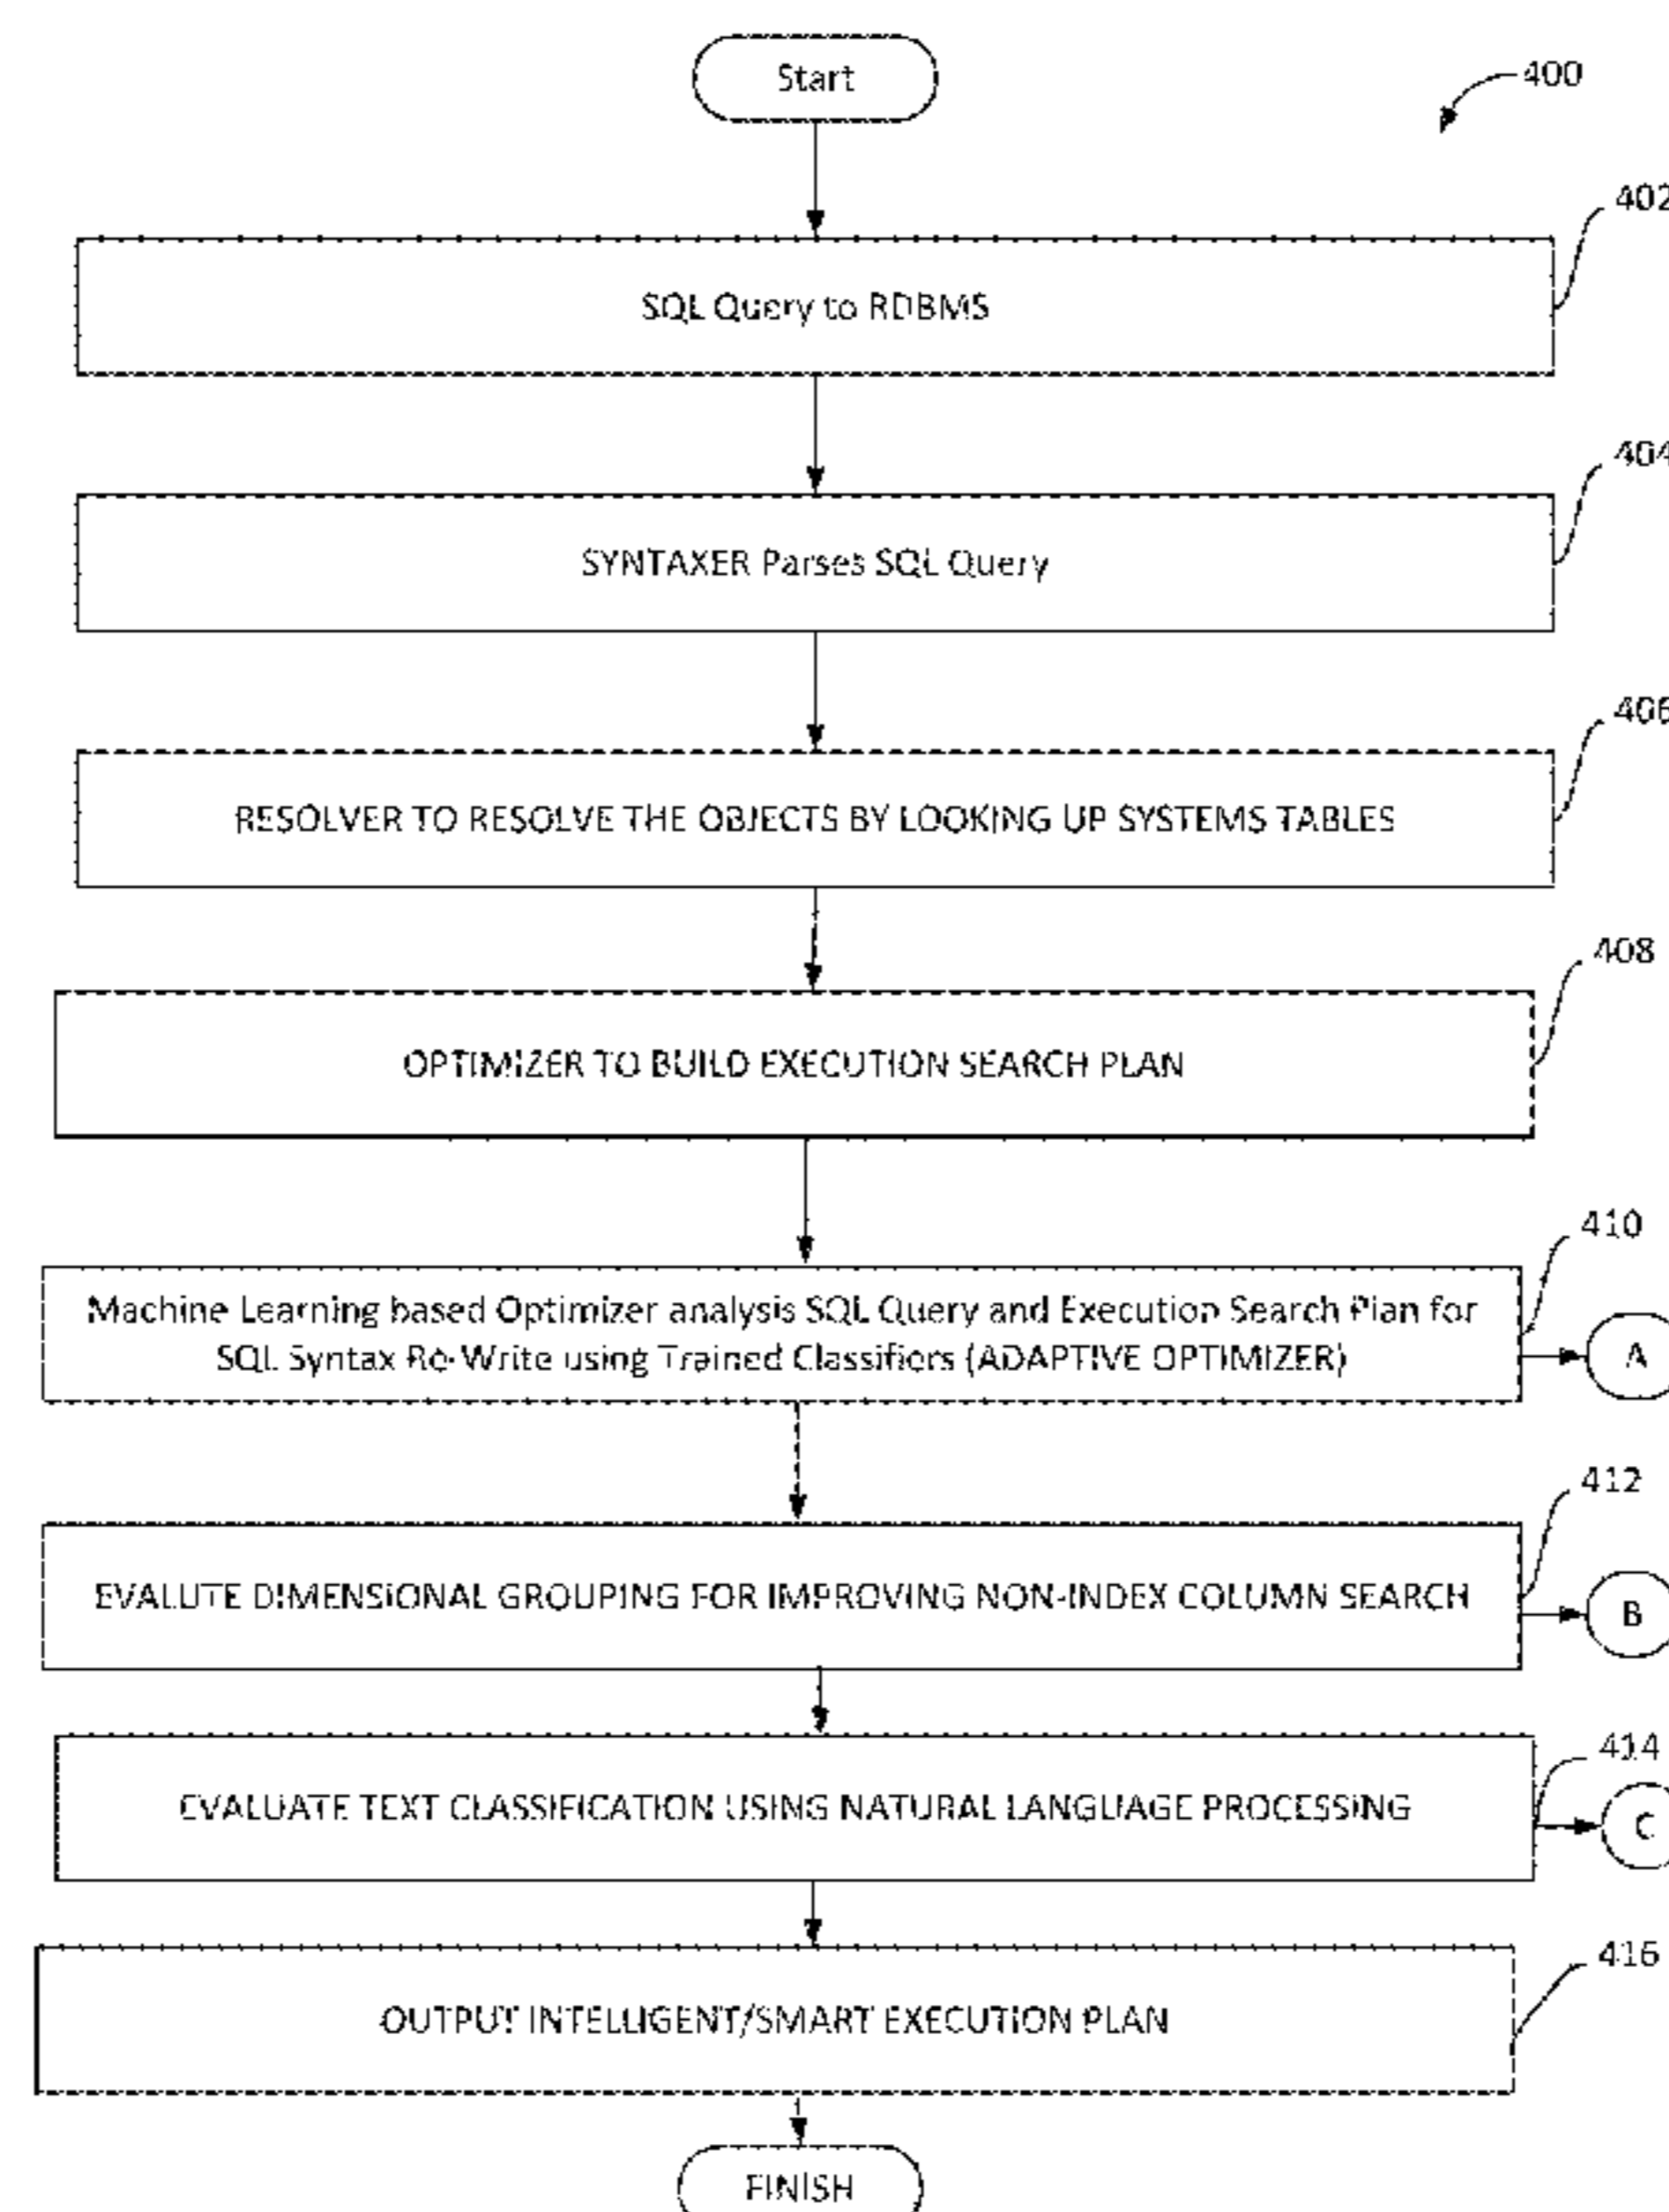 Start
400
402
SQL Query to RDBMS
404
SYNTAXER Parses SQL Query
406
RESOLVER TO RESOLVE THE OBJECTS BY LOOKING UP SYSTEMS TABLES
408
OPTIMIZER TO BUILD EXECUTION SEARCH PLAN
410
Machine Learning based Optimizer analysis SQL Query and Execution Search Plan for
SQL Syntax Re-Write using Trained Classifiers (ADAPTIVE OPTIMIZER)
A
412
EVALUTE DIMENSIONAL GROUPING FOR IMPROVING NON-INDEX COLUMN SEARCH
B
414
EVALUATE TEXT CLASSIFICATION USING NATURAL LANGUAGE PROCESSING
C
416
OUTPUT INTELLIGENT/SMART EXECUTION PLAN
FINISH